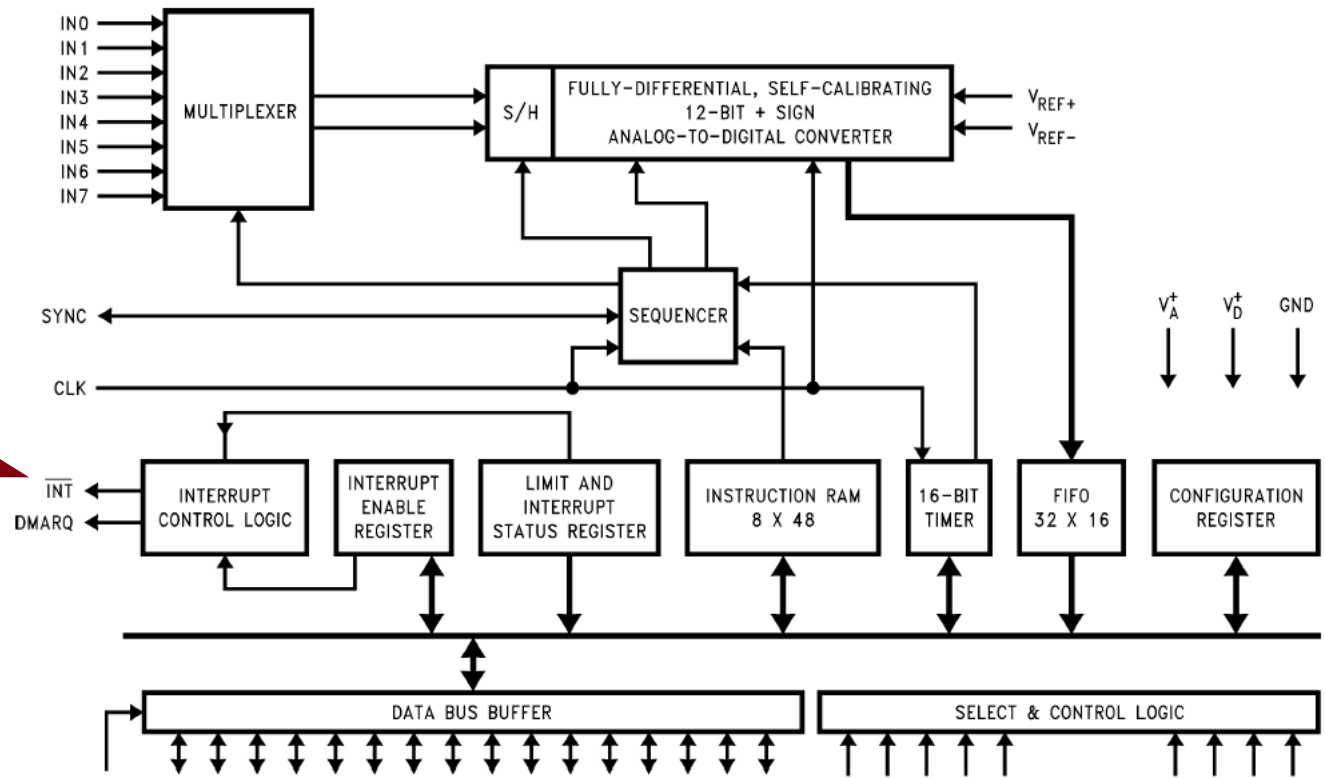 IN0
IN1
IN2
IN3
IN4
IN5
IN6
IN7
MULTIPLEXER
S/H
FULLY-DIFFERENTIAL, SELF-CALIBRATING
12-BIT + SIGN
ANALOG-TO-DIGITAL CONVERTER
VREF+
VREF−
SYNC
SEQUENCER
VA+
VD+
GND
CLK
INT
DMARQ
INTERRUPT
CONTROL LOGIC
INTERRUPT
ENABLE
REGISTER
LIMIT AND
INTERRUPT
STATUS REGISTER
INSTRUCTION RAM
8 X 48
16-BIT
TIMER
FIFO
32 X 16
CONFIGURATION
REGISTER
DATA BUS BUFFER
SELECT & CONTROL LOGIC